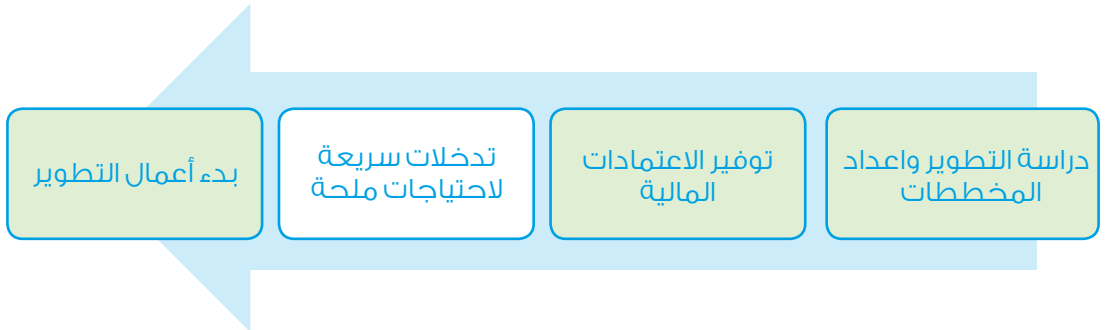 دراسة التطوير واعداد
المخططات
توفير الاعتمادات
المالية
تدخلات سريعة
لاحتياجات ملحة
بدء أعمال التطوير